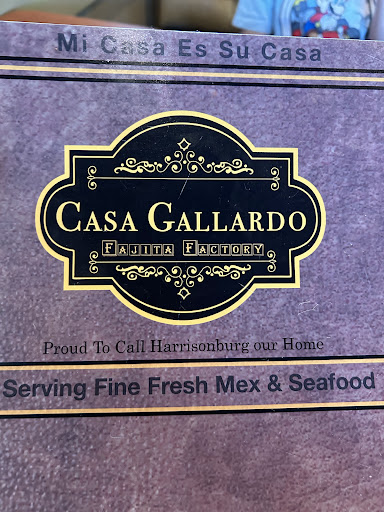 Mi Casa Es Su Casa
CASA GALLARDO
FAJITA FACTORY
Proud To Call Harrisonburg our Home
Serving Fine Fresh Mex & Seafood